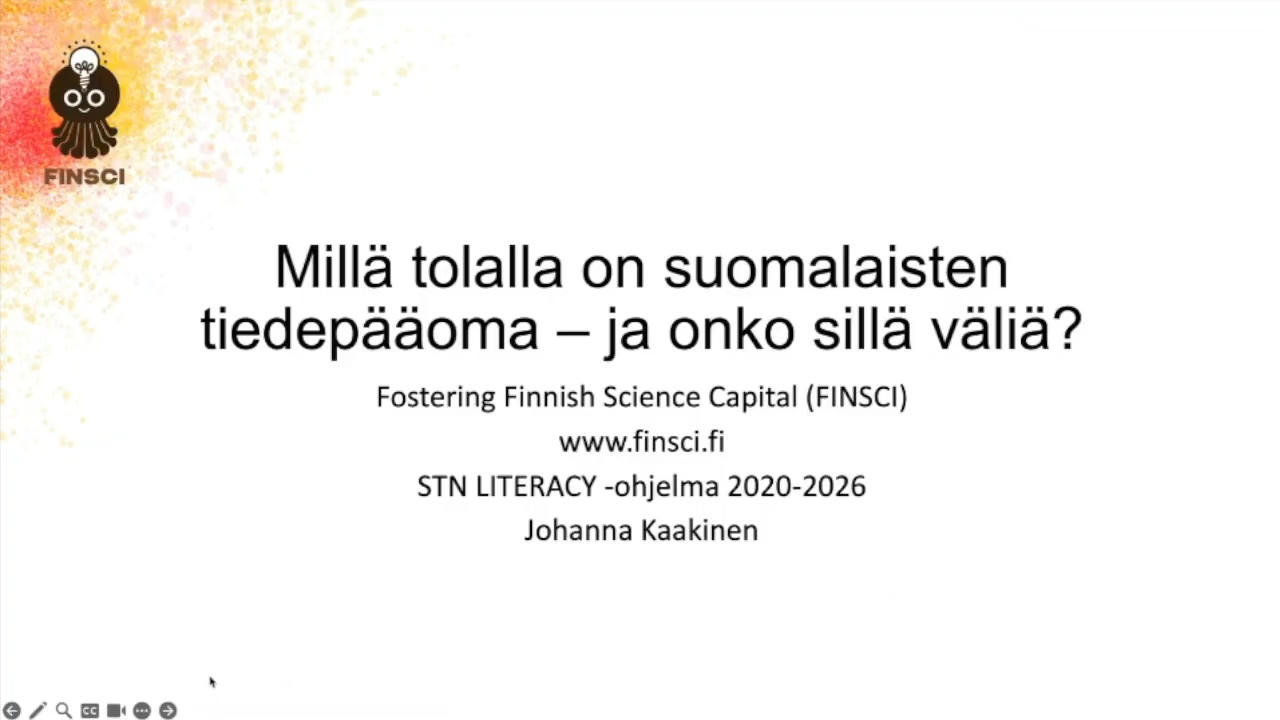 FINSCI
Millä tolalla on suomalaisten
tiedepääoma – ja onko sillä väliä?
Fostering Finnish Science Capital (FINSCI)
www.finsci.fi
STN LITERACY -ohjelma 2020-2026
Johanna Kaakinen
CC